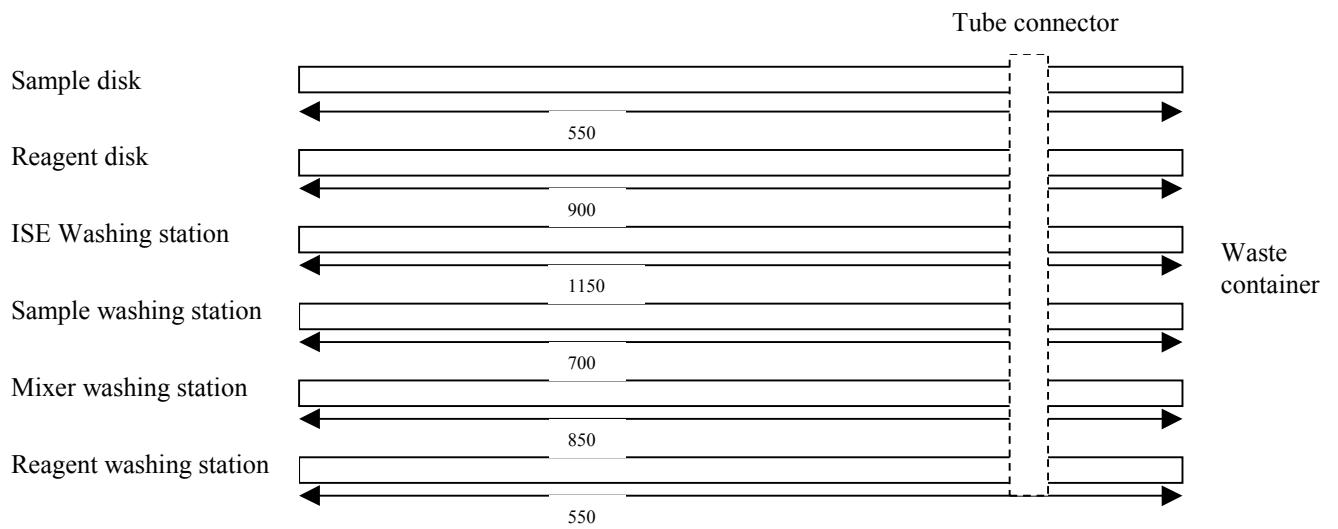 Tube connector
Sample disk
550
Reagent disk
900
ISE Washing station
1150
Waste
container
Sample washing station
700
Mixer washing station
850
Reagent washing station
550